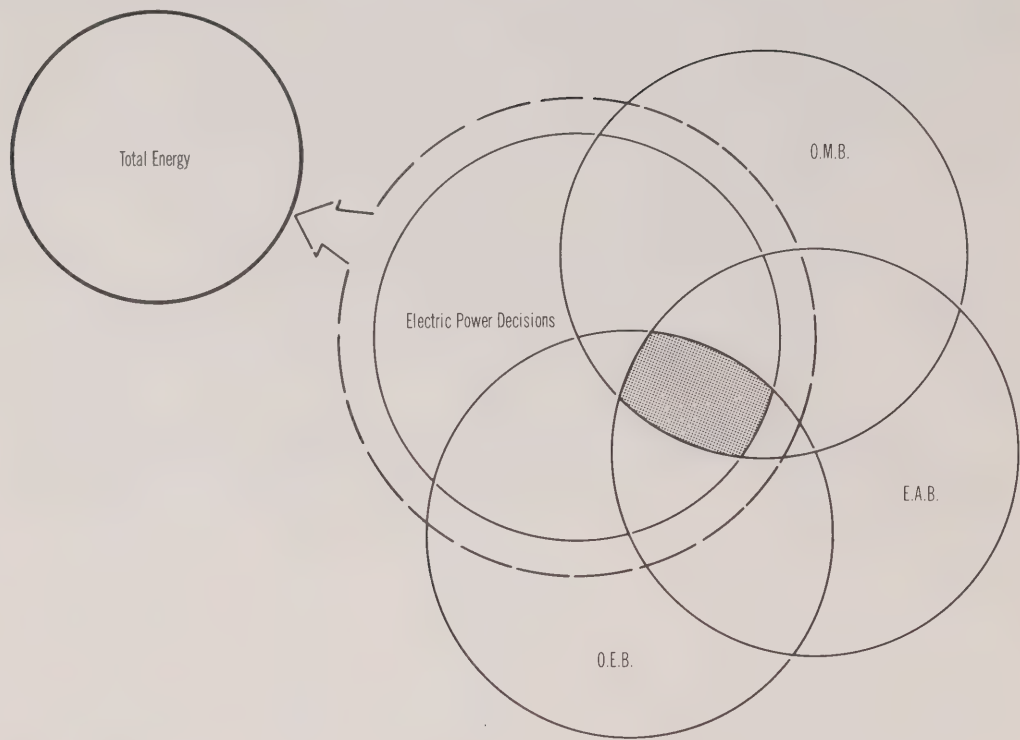 Total Energy
O.M.B.
Electric Power Decisions
E.A.B.
O.E.B.